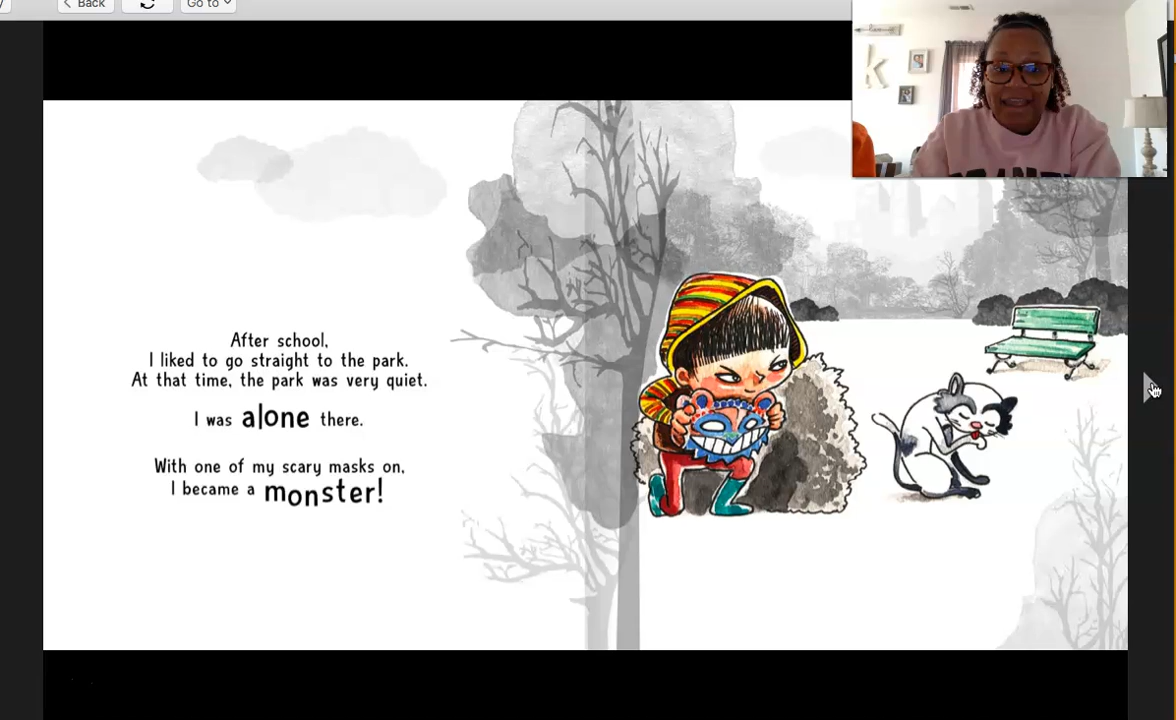 Back
Go to
After school,
I liked to go straight to the park.
At that time, the park was very quiet.
I was alone there.
With one of my scary masks on,
I became a monster!
k